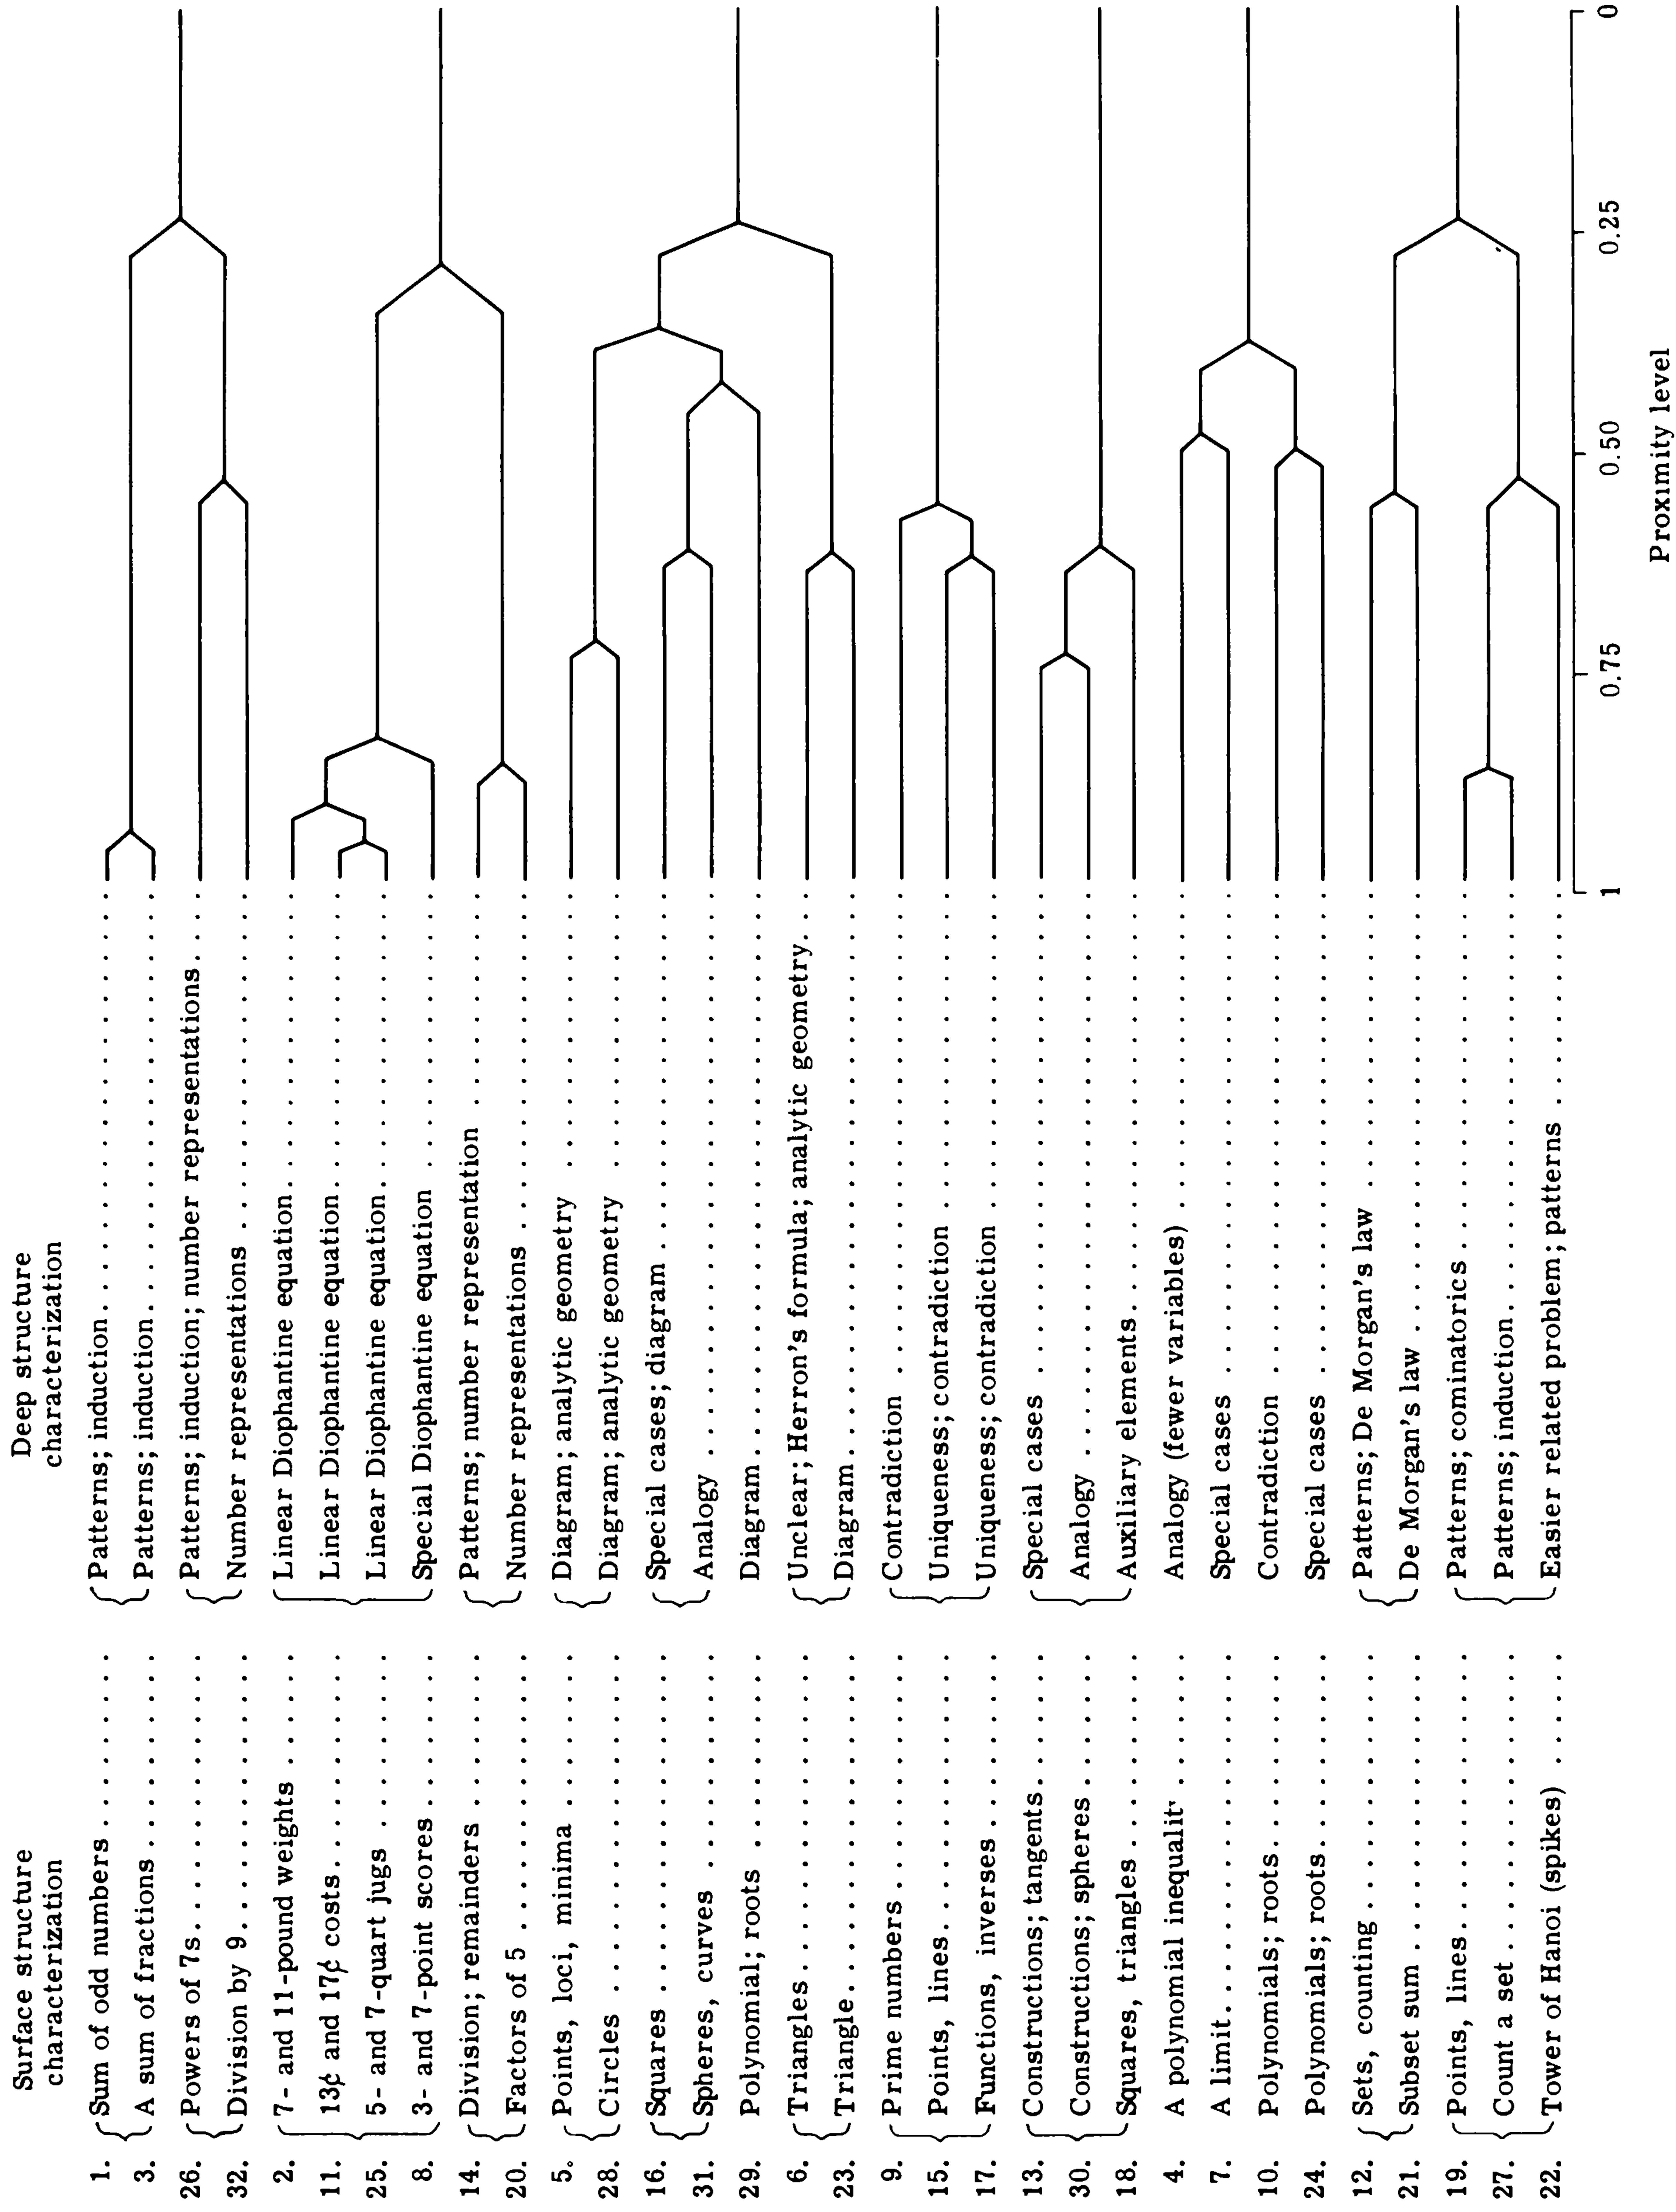 Surface structure
characterization
Deep structure
characterization
1. Sum of odd numbers Patterns; induction
3. A sum of fractions Patterns; induction
26. Powers of 7s Patterns; induction; number representations
32. Division by 9 Number representations
2. 7- and 11-pound weights Linear Diophantine equation
11. 13¢ and 17¢ costs Linear Diophantine equation
25. 5- and 7-quart jugs Linear Diophantine equation
8. 3- and 7-point scores Special Diophantine equation
14. Division; remainders Patterns; number representation
20. Factors of 5 Number representations
5. Points, loci, minima Diagram; analytic geometry
28. Circles Diagram; analytic geometry
16. Squares Special cases; diagram
31. Spheres, curves Analogy
29. Polynomial; roots Diagram
6. Triangles Unclear; Herron's formula; analytic geometry
23. Triangle Diagram
9. Prime numbers Contradiction
15. Points, lines Uniqueness; contradiction
17. Functions, inverses Uniqueness; contradiction
13. Constructions; tangents Special cases
30. Constructions; spheres Analogy
18. Squares, triangles Auxiliary elements
4. A polynomial inequalit Analogy (fewer variables)
7. A limit Special cases
10. Polynomials; roots Contradiction
24. Polynomials; roots Special cases
12. Sets, counting Patterns; De Morgan's law
21. Subset sum De Morgan's law
19. Points, lines Patterns; cominatorics
27. Count a set Patterns; induction
22. Tower of Hanoi (spikes) Easier related problem; patterns
1 0.75 0.50 0.25 0
Proximity level